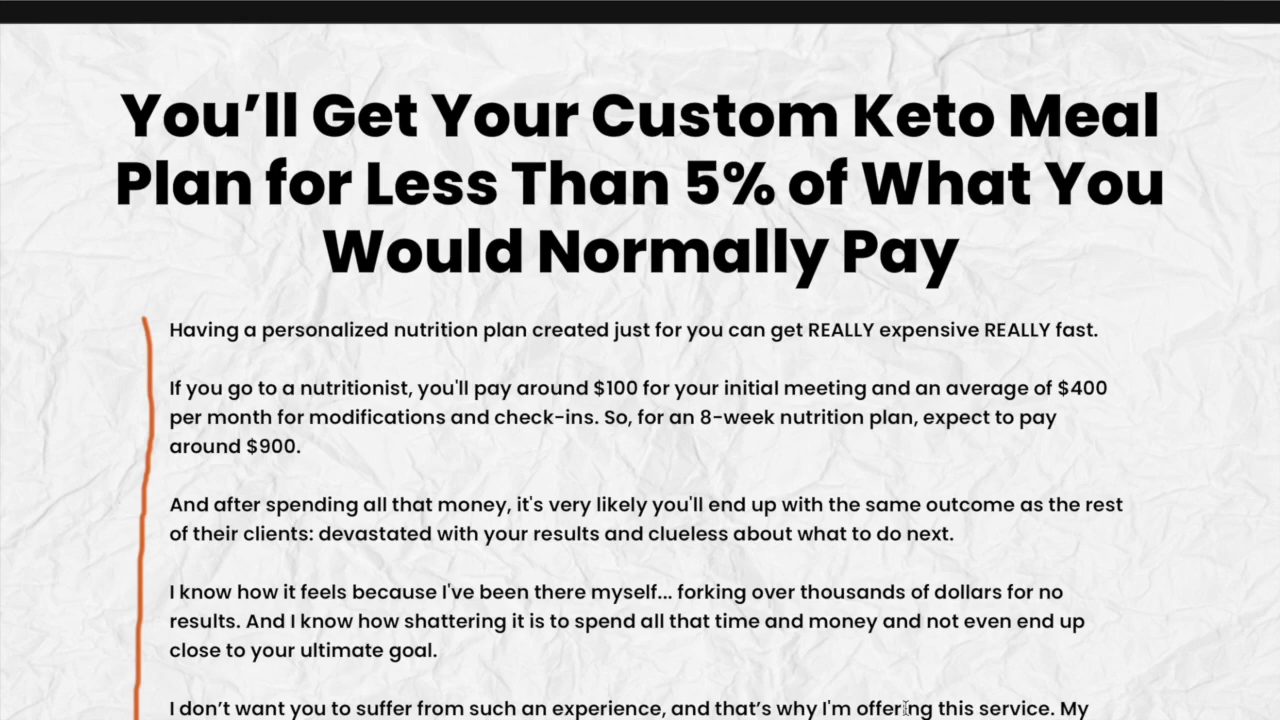 You’ll Get Your Custom Keto Meal
Plan for Less Than 5% of What You
Would Normally Pay
Having a personalized nutrition plan created just for you can get REALLY expensive REALLY fast.
If you go to a nutritionist, you'll pay around $100 for your initial meeting and an average of $400
per month for modifications and check-ins. So, for an 8-week nutrition plan, expect to pay
around $900.
And after spending all that money, it's very likely you'll end up with the same outcome as the rest
of their clients: devastated with your results and clueless about what to do next.
I know how it feels because I've been there myself... forking over thousands of dollars for no
results. And I know how shattering it is to spend all that time and money and not even end up
close to your ultimate goal.
I don’t want you to suffer from such an experience, and that’s why I'm offering this service. My